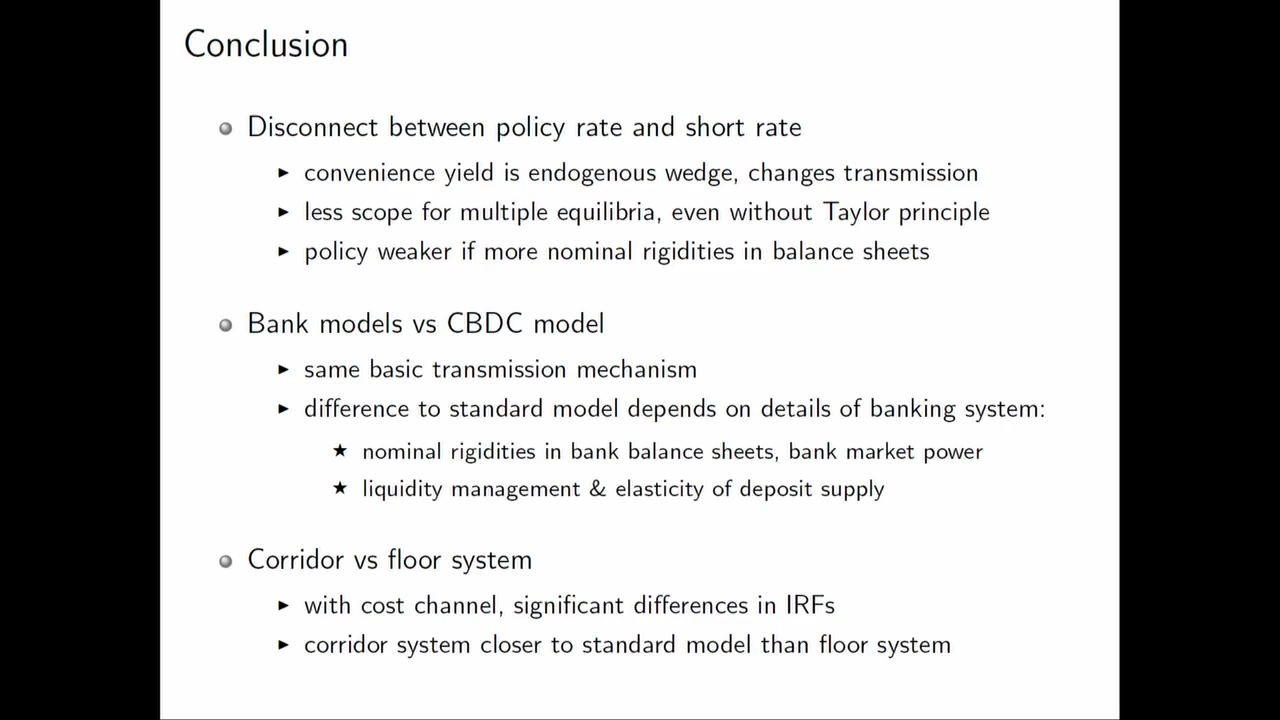 Conclusion
Disconnect between policy rate and short rate
convenience yield is endogenous wedge, changes transmission
less scope for multiple equilibria, even without Taylor principle
policy weaker if more nominal rigidities in balance sheets
Bank models vs CBDC model
same basic transmission mechanism
difference to standard model depends on details of banking system:
nominal rigidities in bank balance sheets, bank market power
liquidity management & elasticity of deposit supply
Corridor vs floor system
with cost channel, significant differences in IRFs
corridor system closer to standard model than floor system